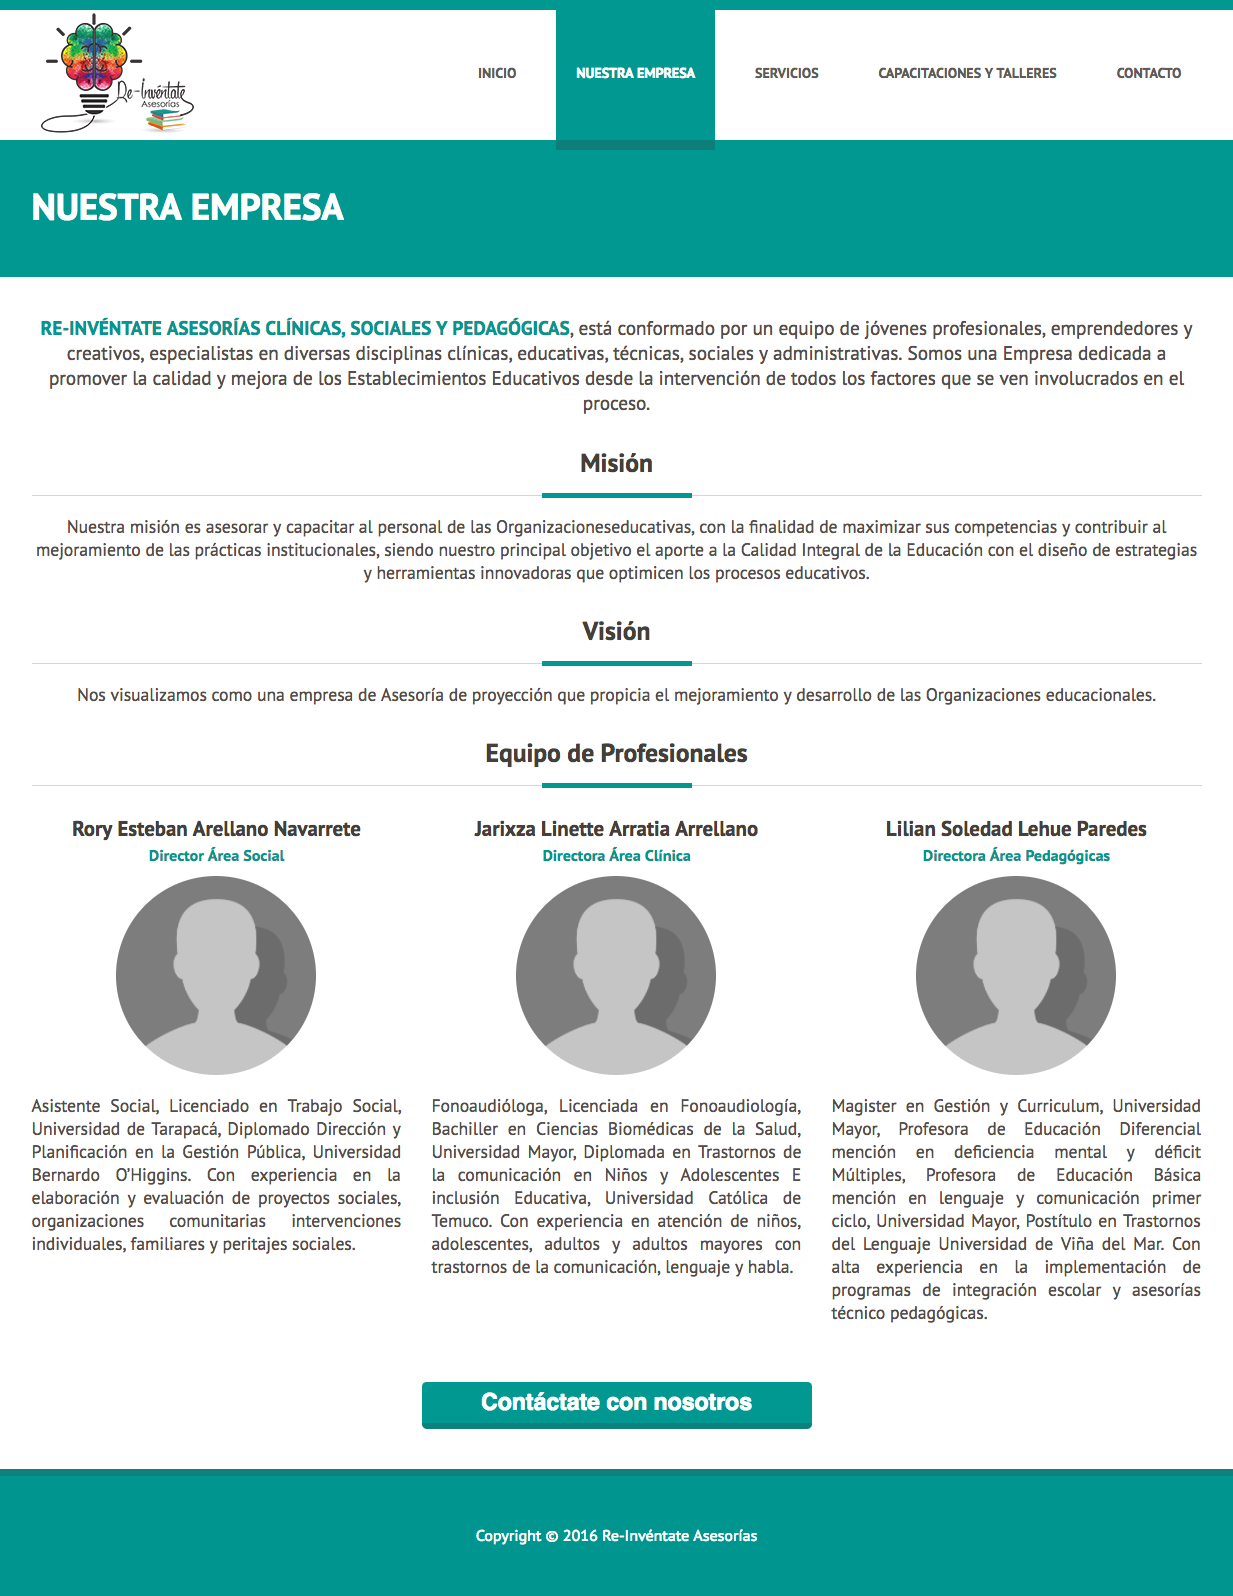 Re-Invéntate
Asesorías
INICIO
NUESTRA EMPRESA
SERVICIOS
CAPACITACIONES Y TALLERES
CONTACTO
NUESTRA EMPRESA
RE-INVÉNTATE ASESORÍAS CLÍNICAS, SOCIALES Y PEDAGÓGICAS, está conformado por un equipo de jóvenes profesionales, emprendedores y
creativos, especialistas en diversas disciplinas clínicas, educativas, técnicas, sociales y administrativas. Somos una Empresa dedicada a
promover la calidad y mejora de los Establecimientos Educativos desde la intervención de todos los factores que se ven involucrados en el
proceso.
Misión
Nuestra misión es asesorar y capacitar al personal de las Organizacioneseducativas, con la finalidad de maximizar sus competencias y contribuir al
mejoramiento de las prácticas institucionales, siendo nuestro principal objetivo el aporte a la Calidad Integral de la Educación con el diseño de estrategias
y herramientas innovadoras que optimicen los procesos educativos.
Visión
Nos visualizamos como una empresa de Asesoría de proyección que propicia el mejoramiento y desarrollo de las Organizaciones educacionales.
Equipo de Profesionales
Rory Esteban Arellano Navarrete
Director Área Social
Asistente Social, Licenciado en Trabajo Social,
Universidad de Tarapacá, Diplomado Dirección y
Planificación en la Gestión Pública, Universidad
Bernardo O’Higgins. Con experiencia en la
elaboración y evaluación de proyectos sociales,
organizaciones comunitarias intervenciones
individuales, familiares y peritajes sociales.
Jarixza Linette Arratia Arrellano
Directora Área Clínica
Fonoaudióloga, Licenciada en Fonoaudiología,
Bachiller en Ciencias Biomédicas de la Salud,
Universidad Mayor, Diplomada en Trastornos de
la comunicación en Niños y Adolescentes E
inclusión Educativa, Universidad Católica de
Temuco. Con experiencia en atención de niños,
adolescentes, adultos y adultos mayores con
trastornos de la comunicación, lenguaje y habla.
Lilian Soledad Lehue Paredes
Directora Área Pedagógicas
Magister en Gestión y Curriculum, Universidad
Mayor, Profesora de Educación Diferencial
mención en deficiencia mental y déficit
Múltiples, Profesora de Educación Básica
mención en lenguaje y comunicación primer
ciclo, Universidad Mayor, Postítulo en Trastornos
del Lenguaje Universidad de Viña del Mar. Con
alta experiencia en la implementación de
programas de integración escolar y asesorías
técnico pedagógicas.
Contáctate con nosotros
Copyright © 2016 Re-Invéntate Asesorías